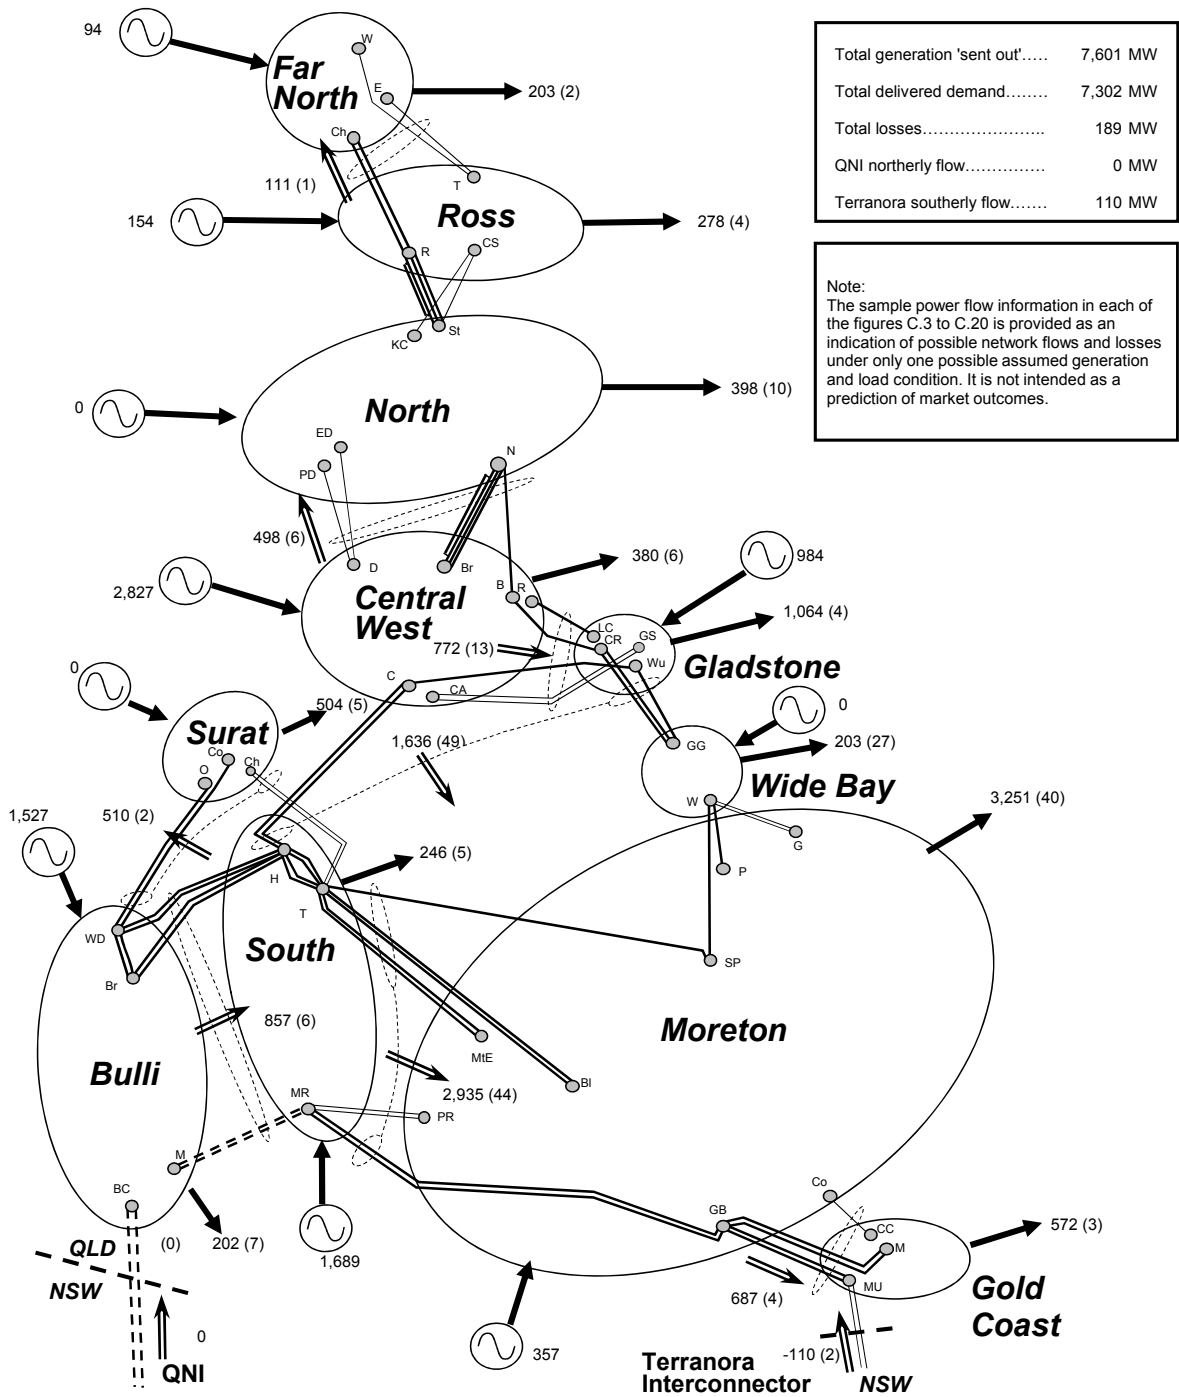 94
W
Far
North
E
203 (2)
Ch
111 (1)
T
154
Ross
278 (4)
R
CS
KC
St
0
North
398 (10)
ED
PD
N
498 (6)
2,827
D
Br
380 (6)
984
Central
West
B
R
1,064 (4)
LC
CR
GS
772 (13)
Wu
Gladstone
0
C
CA
504 (5)
0
Surat
Co
O
Ch
1,636 (49)
GG
203 (27)
Wide Bay
W
G
P
3,251 (40)
1,527
510 (2)
246 (5)
H
T
WD
South
SP
Br
857 (6)
Moreton
MtE
Bulli
BI
2,935 (44)
MR
PR
M
BC
Co
GB
CC
M
572 (3)
(0)
202 (7)
QLD
NSW
1,689
MU
687 (4)
Gold
Coast
0
QNI
357
-110 (2)
Terranora
Interconnector
NSW
Total generation 'sent out'..... 7,601 MW
Total delivered demand........ 7,302 MW
Total losses...................... 189 MW
QNI northerly flow............... 0 MW
Terranora southerly flow....... 110 MW
Note:
The sample power flow information in each of
the figures C.3 to C.20 is provided as an
indication of possible network flows and losses
under only one possible assumed generation
and load condition. It is not intended as a
prediction of market outcomes.